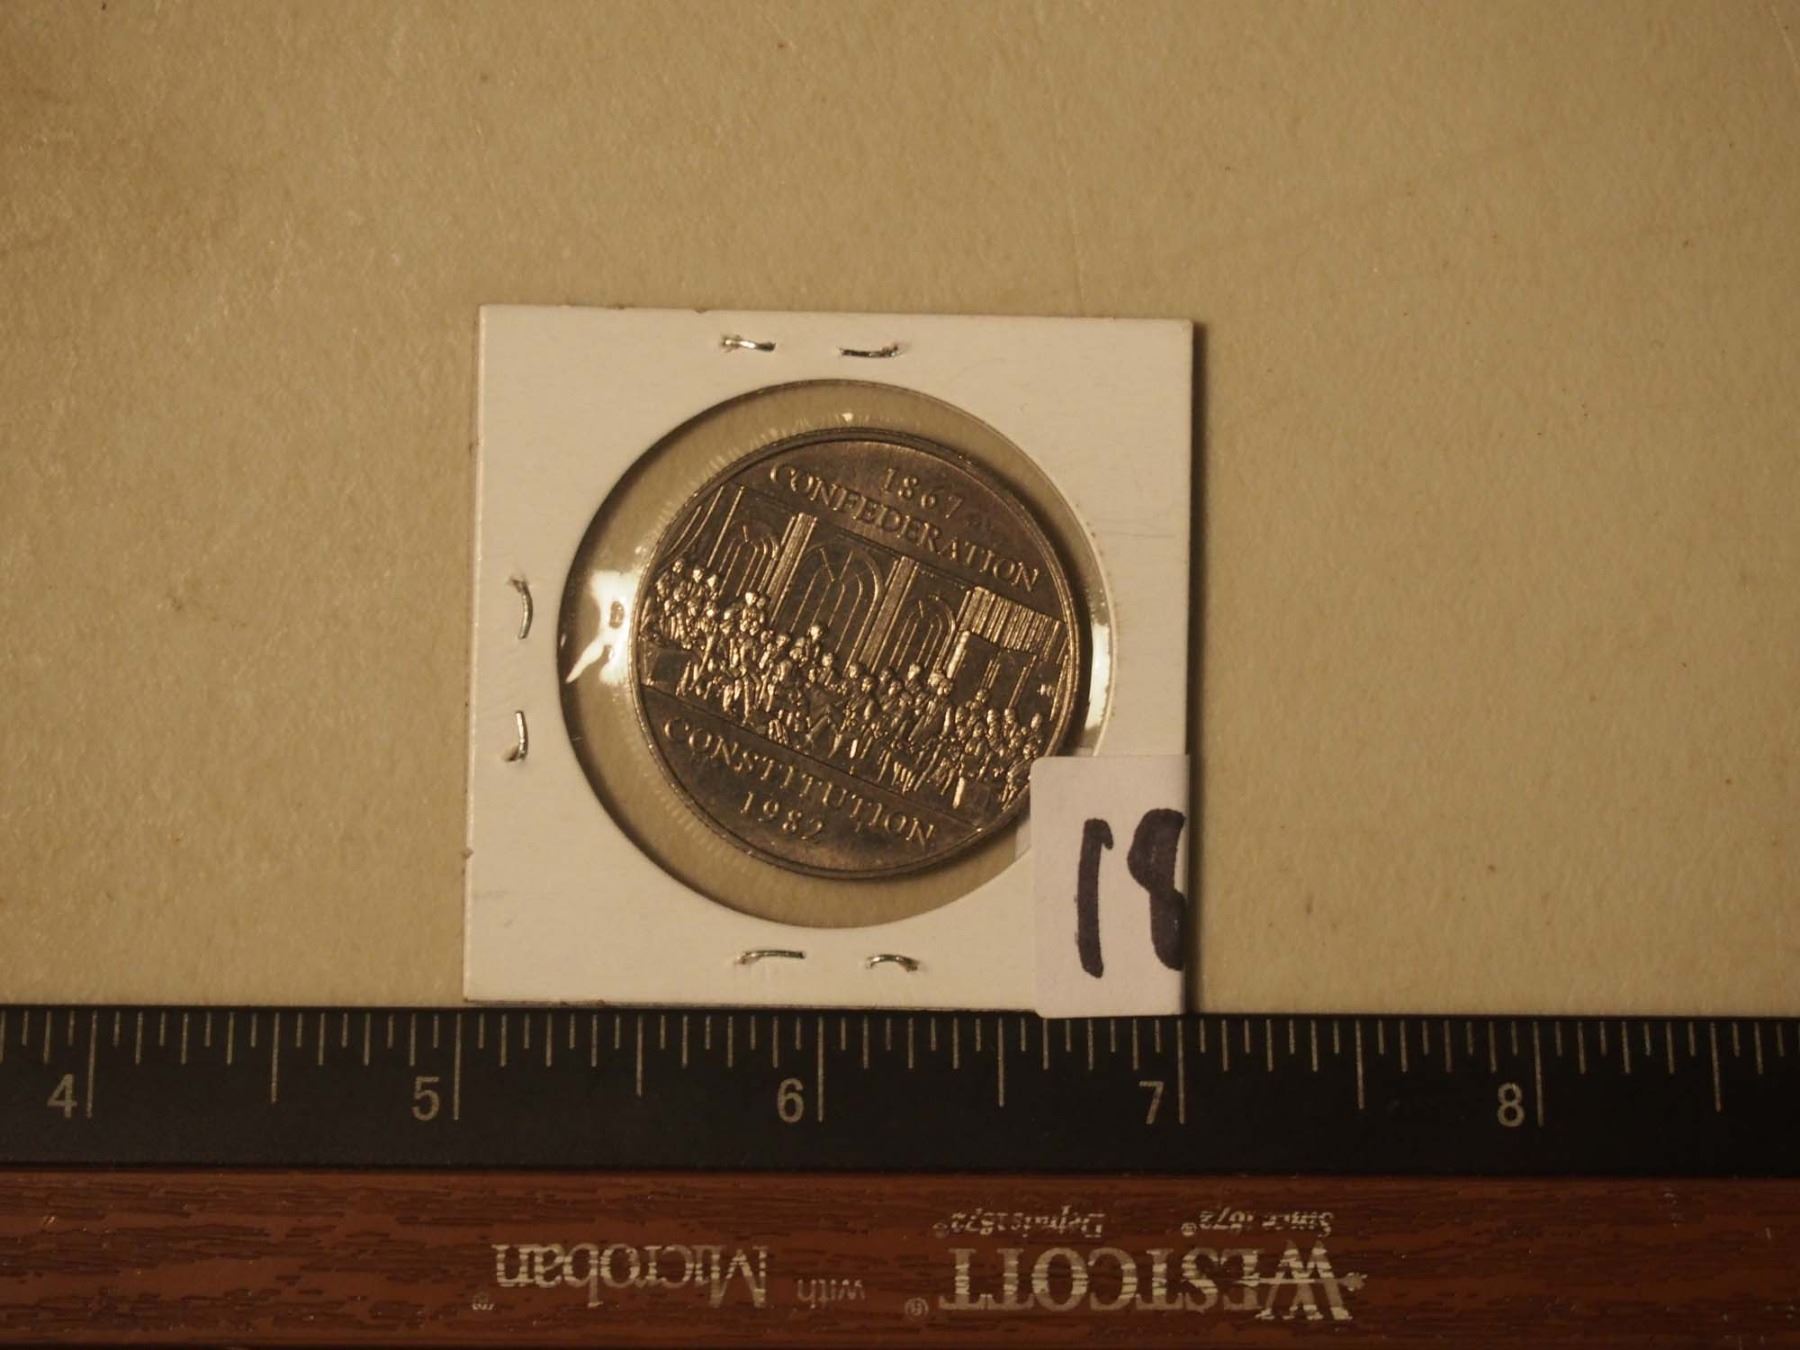 1867
CONFEDERATION
CONSTITUTION
1982
18
4 5 6 7 8
Since 1872®
Depuis 1872®
WESTCOTT® with Microban®